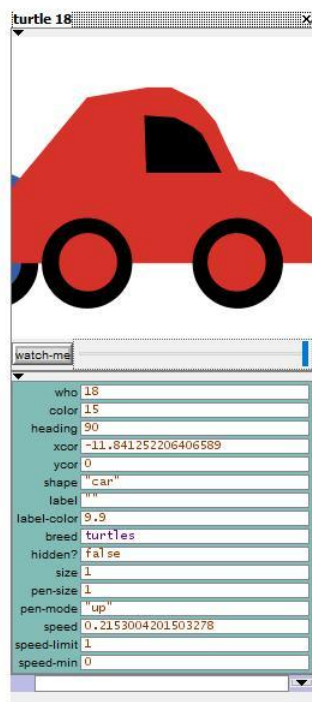 turtle 18
watch-me
who 18
color 15
heading 90
xcor -11.841252206406589
ycor 0
shape "car"
label ""
label-color 9.9
breed turtles
hidden? false
size 1
pen-size 1
pen-mode "up"
speed 0.2153004201503278
speed-limit 1
speed-min 0